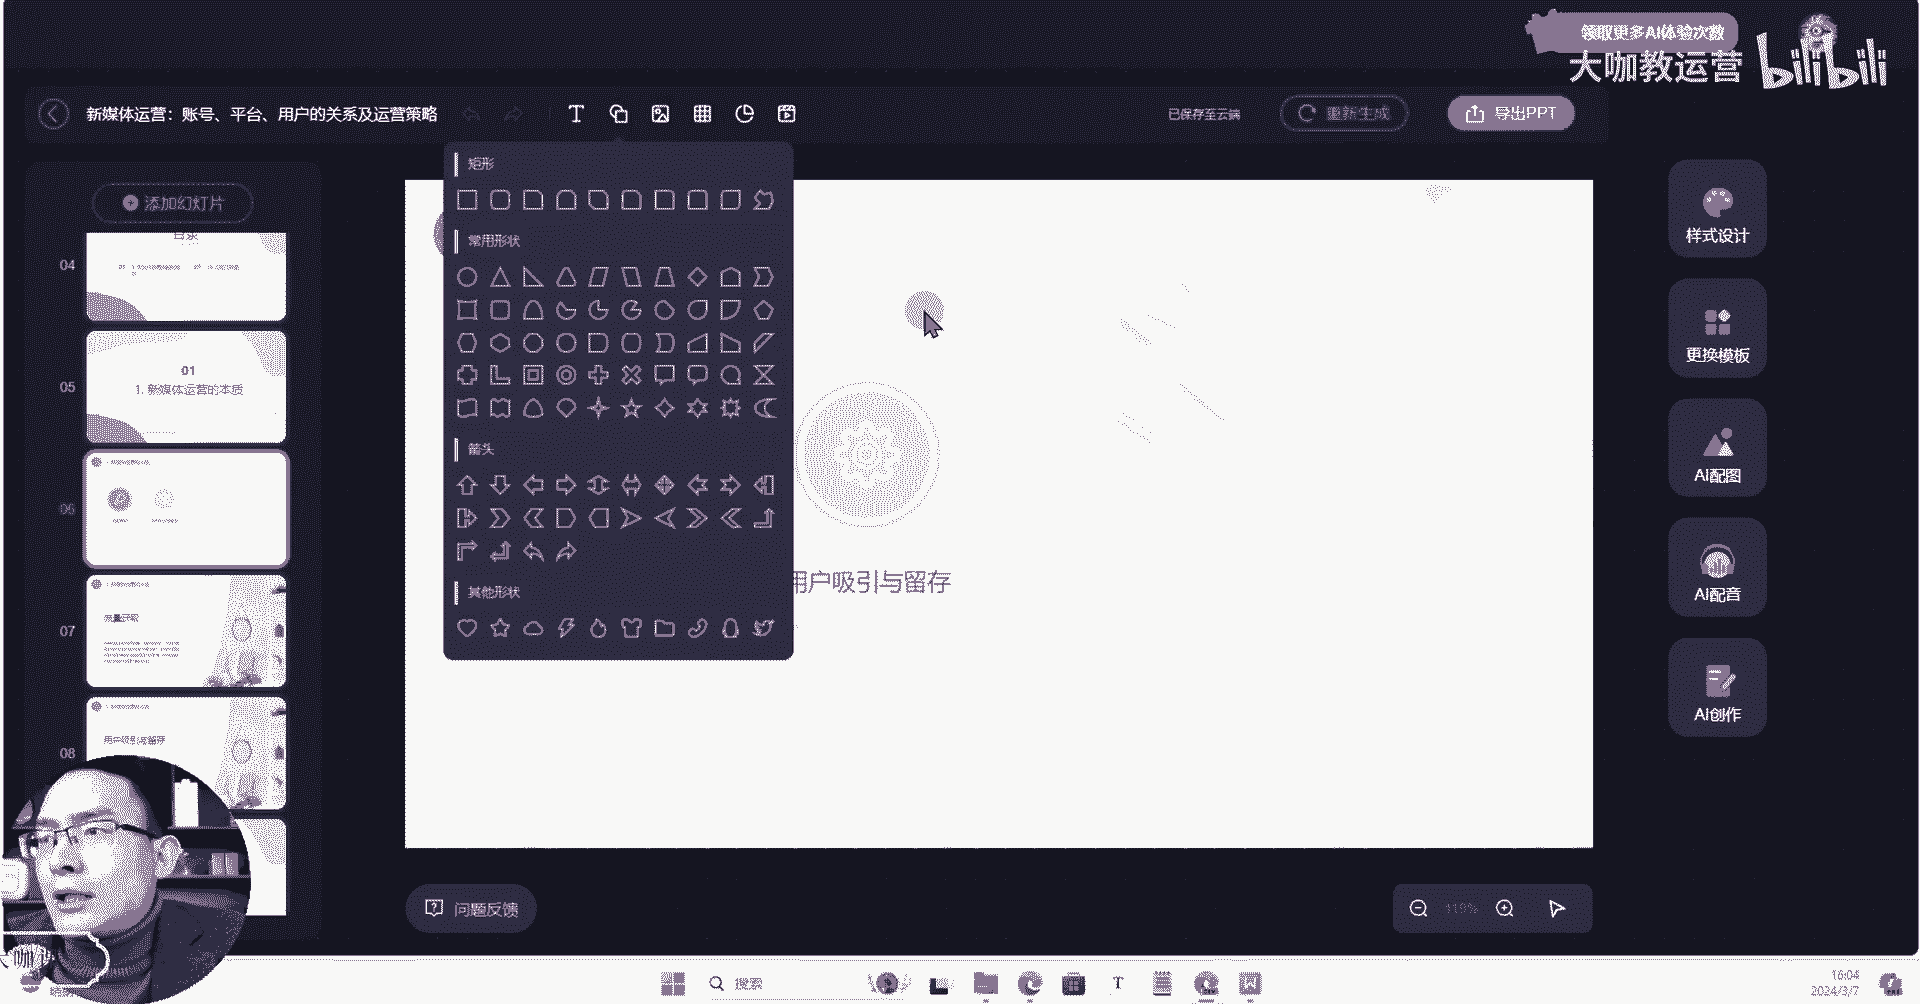 领取更多AI体验次数
大咖教运营
bilibili
新媒体运营：账号、平台、用户的关系及运营策略
已保存至云端
重新生成
导出PPT
添加幻灯片
矩形
常用形状
箭头
其他形状
04
目录
05
01
1. 新媒体运营的本质
06
07
08
用户吸引与留存
用户吸引与留存
样式设计
更换模板
AI配图
AI配音
AI创作
问题反馈
搜索
16:04
2024/3/7